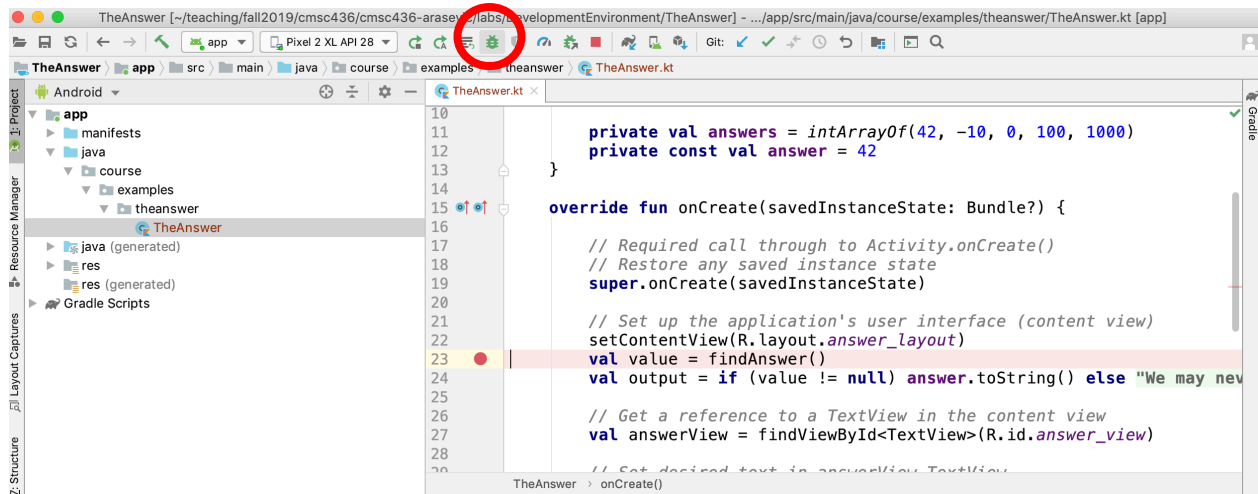 TheAnswer [~/teaching/fall2019/cmsc436/cmsc436-arasevic/labs/DevelopmentEnvironment/TheAnswer] - .../app/src/main/java/course/examples/theanswer/TheAnswer.kt [app]
app Pixel 2 XL API 28 Git:
TheAnswer app src main java course examples theanswer TheAnswer.kt
1: Project
Resource Manager
Layout Captures
Z: Structure
Android
app
manifests
java
course
examples
theanswer
TheAnswer
java (generated)
res
res (generated)
Gradle Scripts
TheAnswer.kt
10
11 private val answers = intArrayOf(42, -10, 0, 100, 1000)
12 private const val answer = 42
13 }
14
15 override fun onCreate(savedInstanceState: Bundle?) {
16
17 // Required call through to Activity.onCreate()
18 // Restore any saved instance state
19 super.onCreate(savedInstanceState)
20
21 // Set up the application's user interface (content view)
22 setContentView(R.layout.answer_layout)
23 val value = findAnswer()
24 val output = if (value != null) answer.toString() else "We may nev
25
26 // Get a reference to a TextView in the content view
27 val answerView = findViewById<TextView>(R.id.answer_view)
28
29 // Set desired text in answerView TextView
TheAnswer › onCreate()
Gradle